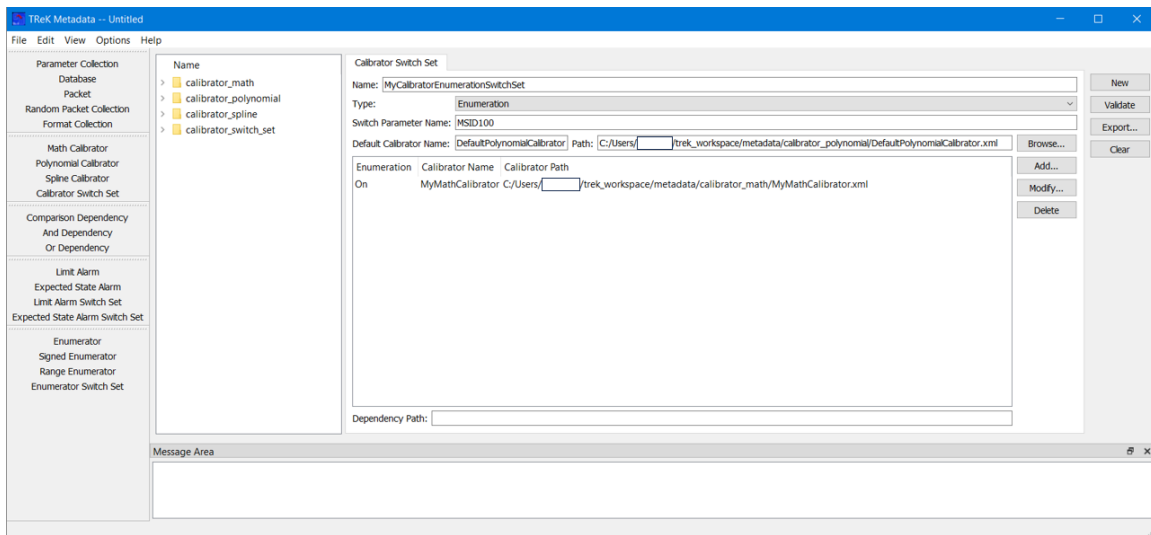 TReK Metadata -- Untitled
File Edit View Options Help
Parameter Collection
Database
Packet
Random Packet Collection
Format Collection
Math Calibrator
Polynomial Calibrator
Spline Calibrator
Calibrator Switch Set
Comparison Dependency
And Dependency
Or Dependency
Limit Alarm
Expected State Alarm
Limit Alarm Switch Set
Expected State Alarm Switch Set
Enumerator
Signed Enumerator
Range Enumerator
Enumerator Switch Set
Name
calibrator_math
calibrator_polynomial
calibrator_spline
calibrator_switch_set
Calibrator Switch Set
Name: MyCalibratorEnumerationSwitchSet
Type: Enumeration
Switch Parameter Name: MSID100
Default Calibrator Name: DefaultPolynomialCalibrator Path: C:/Users/ /trek_workspace/metadata/calibrator_polynomial/DefaultPolynomialCalibrator.xml Browse...
Enumeration Calibrator Name Calibrator Path
On MyMathCalibrator C:/Users/ /trek_workspace/metadata/calibrator_math/MyMathCalibrator.xml
Add...
Modify...
Delete
Dependency Path:
New
Validate
Export...
Clear
Message Area